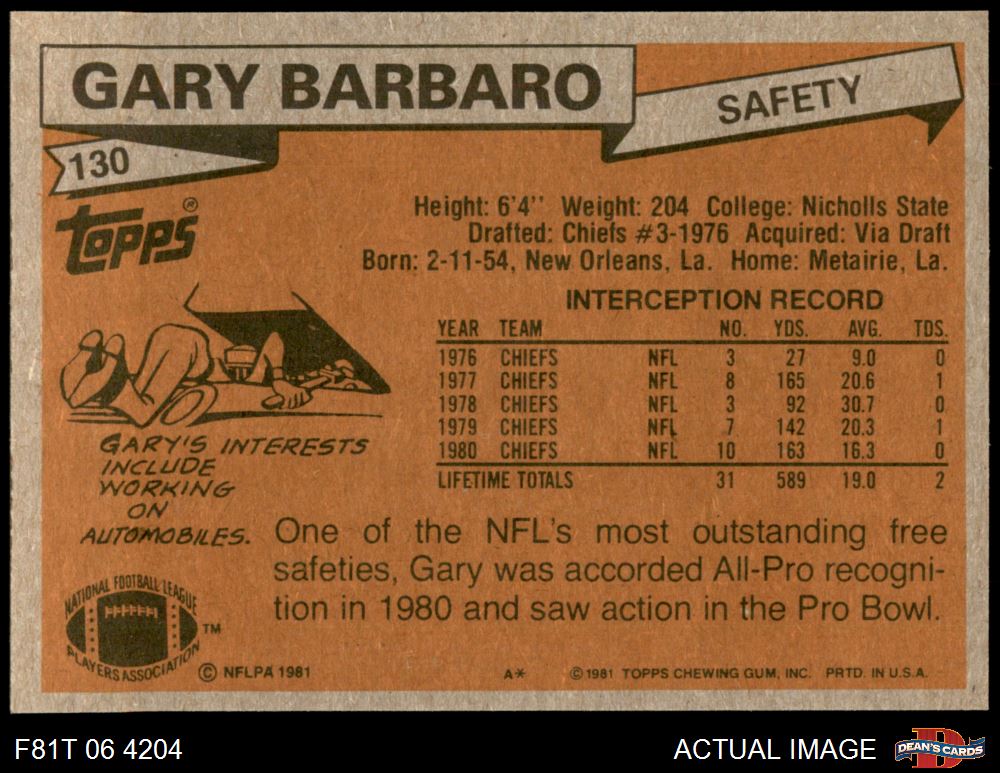 GARY BARBARO
SAFETY
130
Topps ®
Height: 6'4'' Weight: 204 College: Nicholls State
Drafted: Chiefs #3-1976 Acquired: Via Draft
Born: 2-11-54, New Orleans, La. Home: Metairie, La.
INTERCEPTION RECORD
YEAR TEAM NO. YDS. AVG. TDS.
1976 CHIEFS NFL 3 27 9.0 0
1977 CHIEFS NFL 8 165 20.6 1
1978 CHIEFS NFL 3 92 30.7 0
1979 CHIEFS NFL 7 142 20.3 1
1980 CHIEFS NFL 10 163 16.3 0
LIFETIME TOTALS 31 589 19.0 2
GARY'S INTERESTS
INCLUDE
WORKING
ON
AUTOMOBILES.
One of the NFL's most outstanding free
safeties, Gary was accorded All-Pro recogni-
tion in 1980 and saw action in the Pro Bowl.
NATIONAL FOOTBALL LEAGUE
PLAYERS ASSOCIATION
TM
© NFLPA 1981
A* © 1981 TOPPS CHEWING GUM, INC. PRTD. IN U.S.A.
F81T 06 4204
ACTUAL IMAGE
D
DEAN'S CARDS